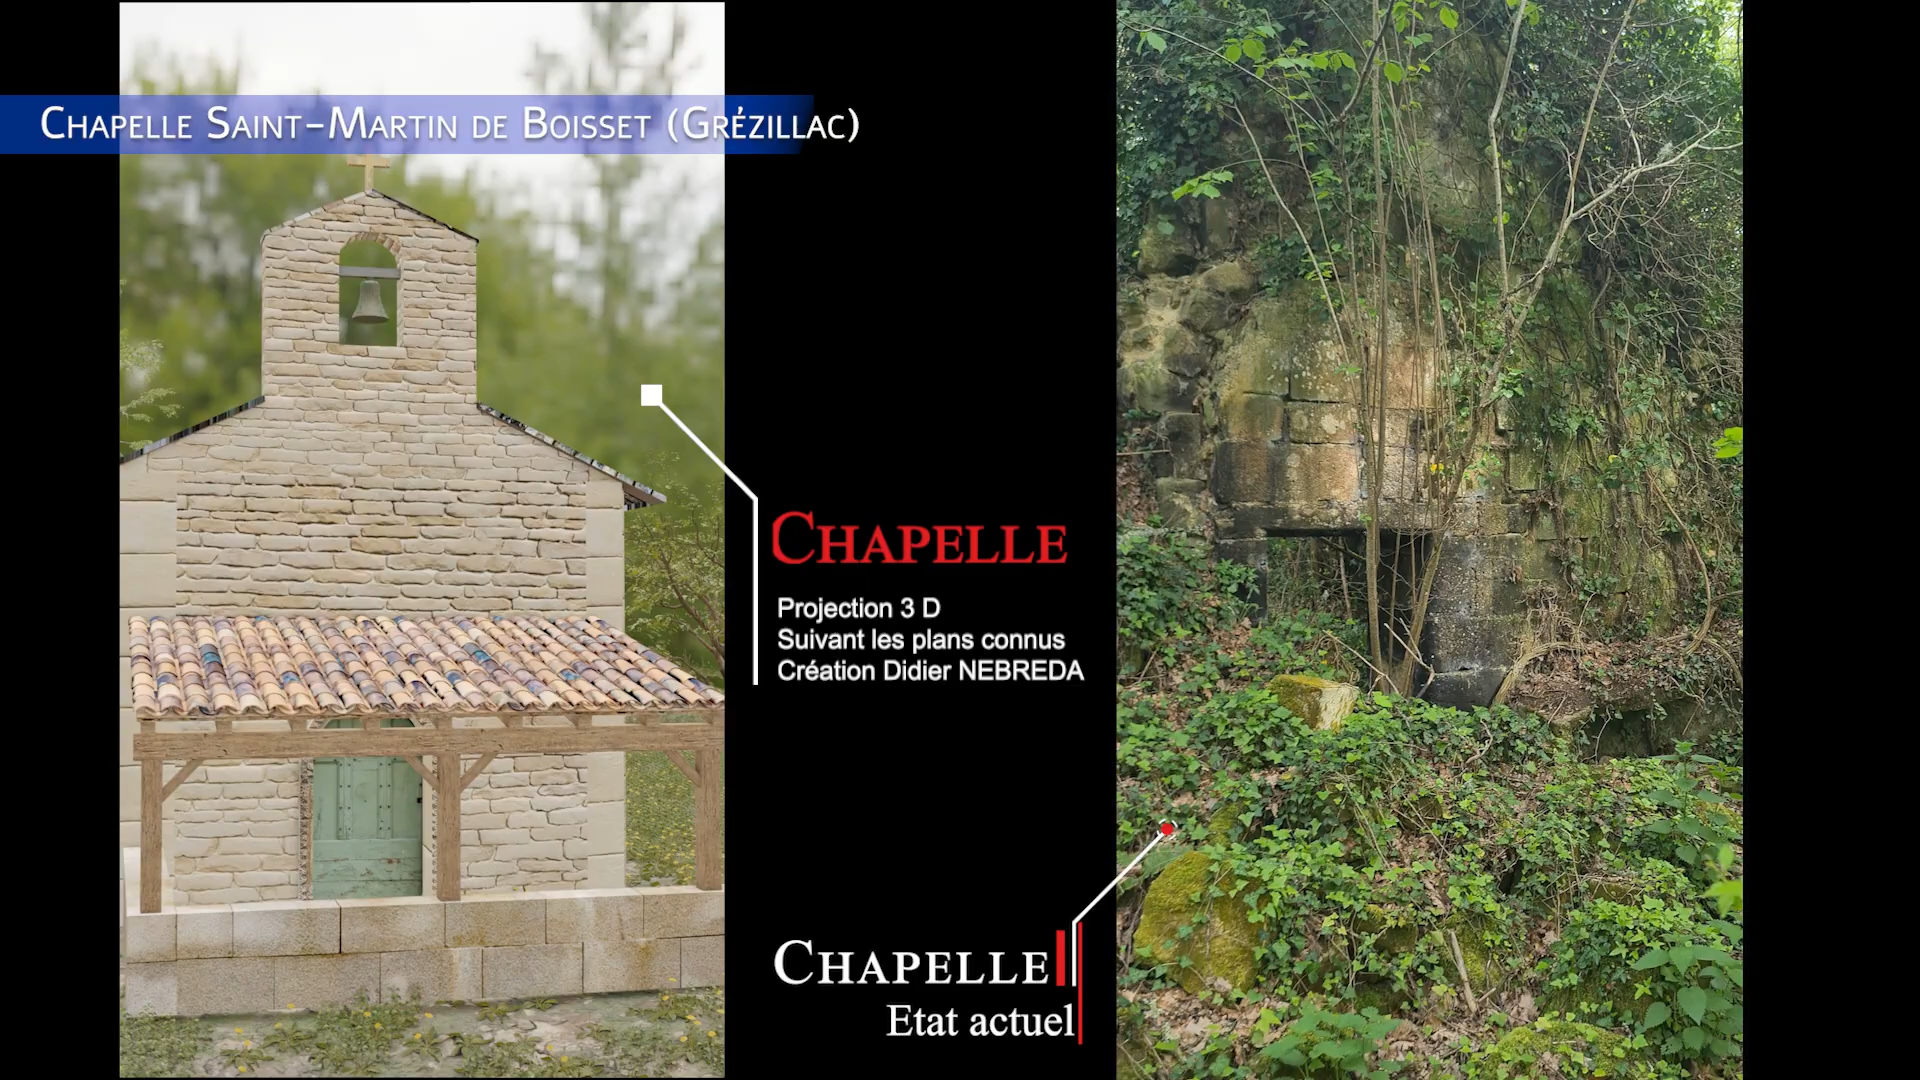 Chapelle Saint-Martin de Boisset (Grézillac)
Chapelle
Projection 3 D
Suivant les plans connus
Création Didier NEBREDA
Chapelle
Etat actuel